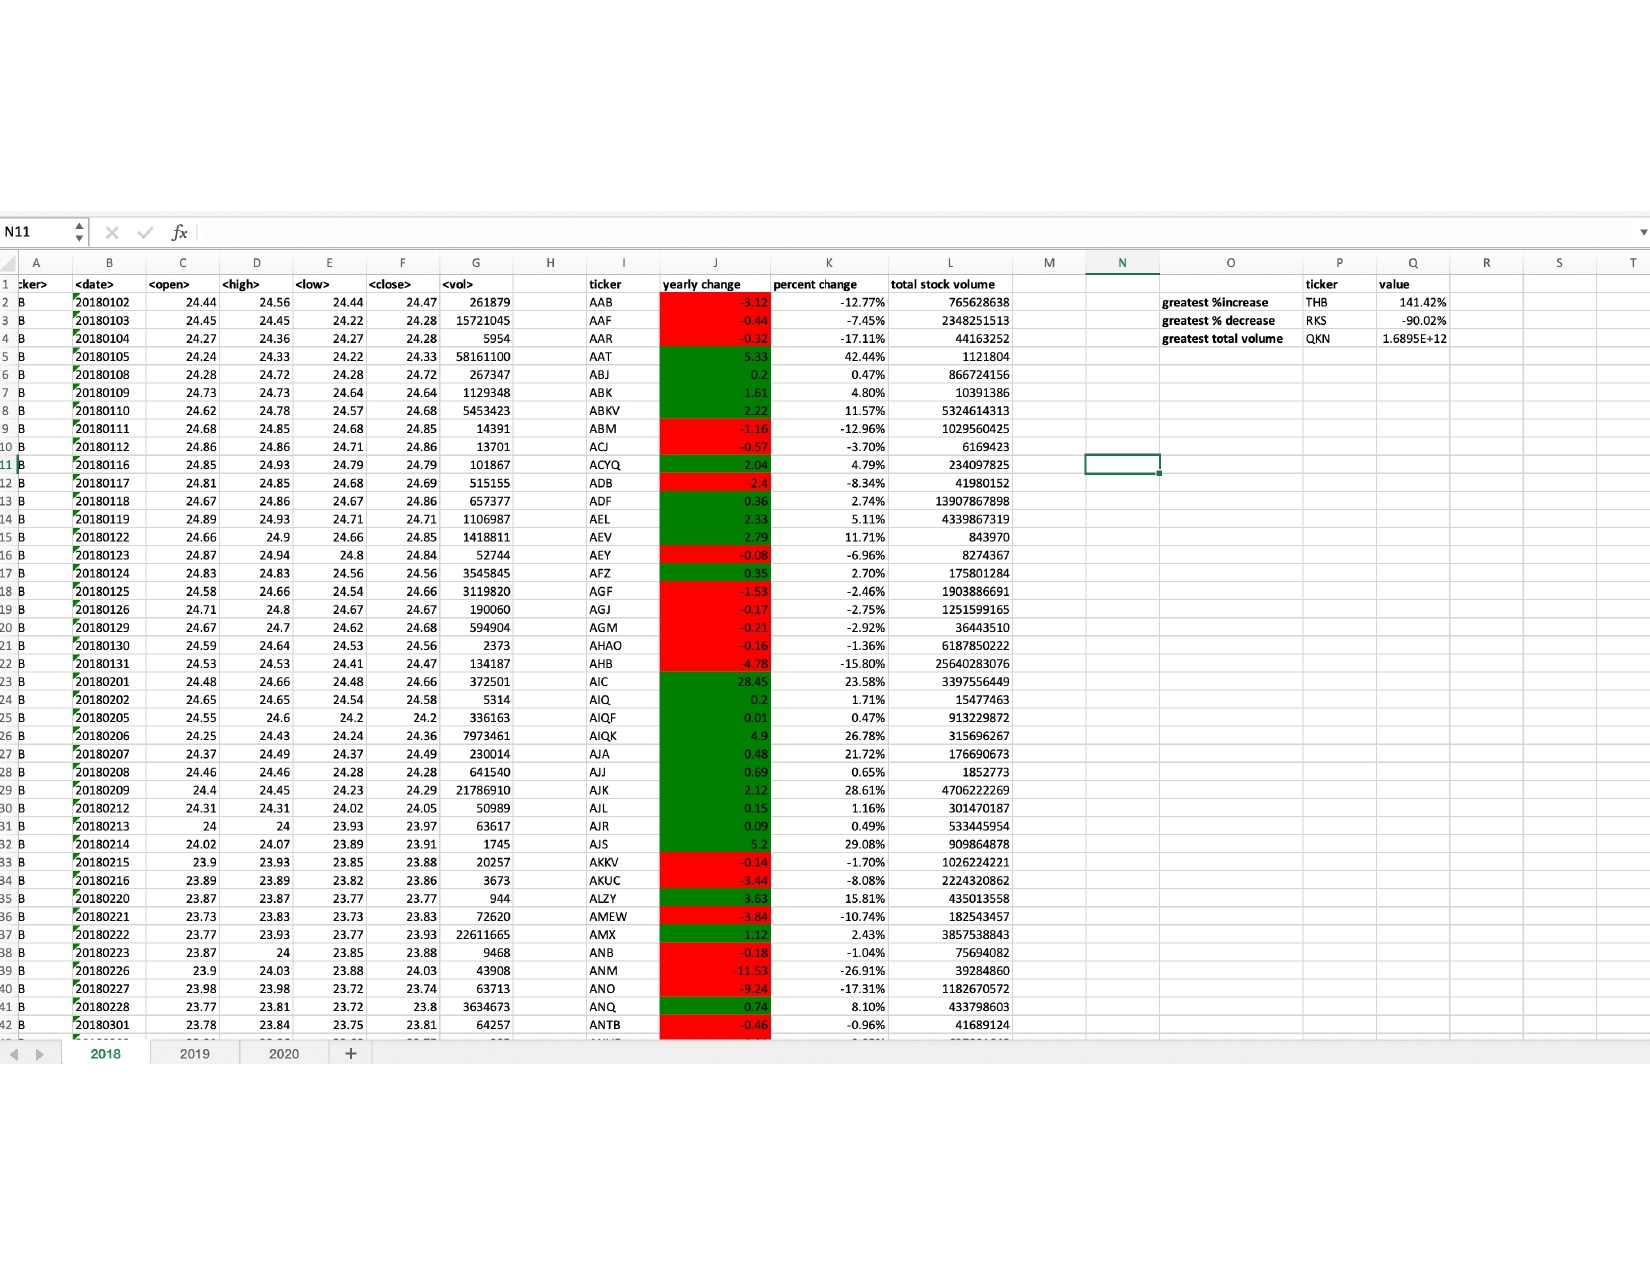 N11 fx
A B C D E F G H I J K L M N O P Q R S T
1 cker> <date> <open> <high> <low> <close> <vol> ticker yearly change percent change total stock volume ticker value
2 B 20180102 24.44 24.56 24.44 24.47 261879 AAB -3.12 -12.77% 765628638 greatest %increase THB 141.42%
3 B 20180103 24.45 24.45 24.22 24.28 15721045 AAF -0.44 -7.45% 2348251513 greatest % decrease RKS -90.02%
4 B 20180104 24.27 24.36 24.27 24.28 5954 AAR -0.32 -17.11% 44163252 greatest total volume QKN 1.6895E+12
5 B 20180105 24.24 24.33 24.22 24.33 58161100 AAT 5.33 42.44% 1121804
6 B 20180108 24.28 24.72 24.28 24.72 267347 ABJ 0.2 0.47% 866724156
7 B 20180109 24.73 24.73 24.64 24.64 1129348 ABK 1.61 4.80% 10391386
8 B 20180110 24.62 24.78 24.57 24.68 5453423 ABKV 2.22 11.57% 5324614313
9 B 20180111 24.68 24.85 24.68 24.85 14391 ABM -1.16 -12.96% 1029560425
10 B 20180112 24.86 24.86 24.71 24.86 13701 ACJ -0.57 -3.70% 6169423
11 B 20180116 24.85 24.93 24.79 24.79 101867 ACYQ 2.04 4.79% 234097825
12 B 20180117 24.81 24.85 24.68 24.69 515155 ADB -2.4 -8.34% 41980152
13 B 20180118 24.67 24.86 24.67 24.86 657377 ADF 0.36 2.74% 13907867898
14 B 20180119 24.89 24.93 24.71 24.71 1106987 AEL 2.33 5.11% 4339867319
15 B 20180122 24.66 24.9 24.66 24.85 1418811 AEV 2.79 11.71% 843970
16 B 20180123 24.87 24.94 24.8 24.84 52744 AEY -0.08 -6.96% 8274367
17 B 20180124 24.83 24.83 24.56 24.56 3545845 AFZ 0.35 2.70% 175801284
18 B 20180125 24.58 24.66 24.54 24.66 3119820 AGF -1.53 -2.46% 1903886691
19 B 20180126 24.71 24.8 24.67 24.67 190060 AGJ -0.17 -2.75% 1251599165
20 B 20180129 24.67 24.7 24.62 24.68 594904 AGM -0.21 -2.92% 36443510
21 B 20180130 24.59 24.64 24.53 24.56 2373 AHAO -0.16 -1.36% 6187850222
22 B 20180131 24.53 24.53 24.41 24.47 134187 AHB -4.78 -15.80% 25640283076
23 B 20180201 24.48 24.66 24.48 24.66 372501 AIC 28.45 23.58% 3397556449
24 B 20180202 24.65 24.65 24.54 24.58 5314 AIQ 0.2 1.71% 15477463
25 B 20180205 24.55 24.6 24.2 24.2 336163 AIQF 0.01 0.47% 913229872
26 B 20180206 24.25 24.43 24.24 24.36 7973461 AIQK 4.9 26.78% 315696267
27 B 20180207 24.37 24.49 24.37 24.49 230014 AJA 0.48 21.72% 176690673
28 B 20180208 24.46 24.46 24.28 24.28 641540 AJJ 0.69 0.65% 1852773
29 B 20180209 24.4 24.45 24.23 24.29 21786910 AJK 2.12 28.61% 4706222269
30 B 20180212 24.31 24.31 24.02 24.05 50989 AJL 0.15 1.16% 301470187
31 B 20180213 24 24 23.93 23.97 63617 AJR 0.09 0.49% 533445954
32 B 20180214 24.02 24.07 23.89 23.91 1745 AJS 5.2 29.08% 909864878
33 B 20180215 23.9 23.93 23.85 23.88 20257 AKKV -0.14 -1.70% 1026224221
34 B 20180216 23.89 23.89 23.82 23.86 3673 AKUC -3.44 -8.08% 2224320862
35 B 20180220 23.87 23.87 23.77 23.77 944 ALZY 3.63 15.81% 435013558
36 B 20180221 23.73 23.83 23.73 23.83 72620 AMEW -3.84 -10.74% 182543457
37 B 20180222 23.77 23.93 23.77 23.93 22611665 AMX 1.12 2.43% 3857538843
38 B 20180223 23.87 24 23.85 23.88 9468 ANB -0.18 -1.04% 75694082
39 B 20180226 23.9 24.03 23.88 24.03 43908 ANM -11.53 -26.91% 39284860
40 B 20180227 23.98 23.98 23.72 23.74 63713 ANO -9.24 -17.31% 1182670572
41 B 20180228 23.77 23.81 23.72 23.8 3634673 ANQ 0.74 8.10% 433798603
42 B 20180301 23.78 23.84 23.75 23.81 64257 ANTB -0.46 -0.96% 41689124
2018 2019 2020 +